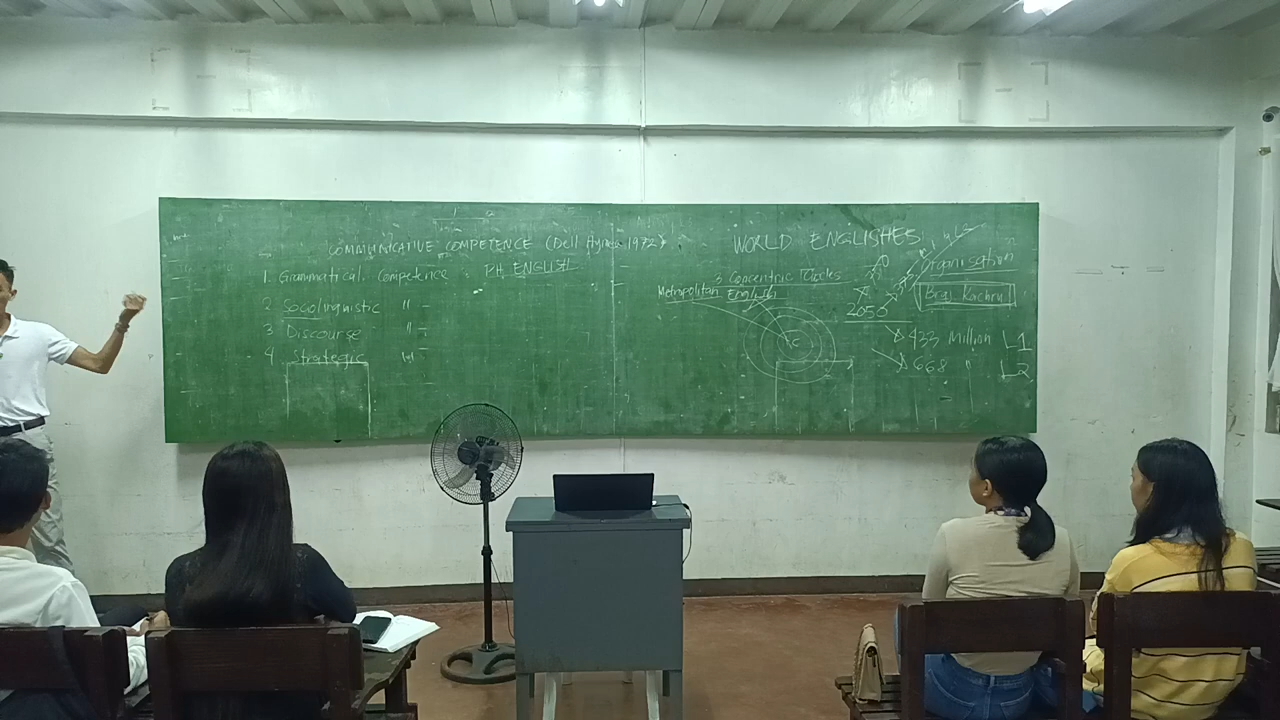 COMMUNICATIVE COMPETENCE (Dell Hymes 1972)
1. Grammatical Competence : PH ENGLISH
2 Sociolinguistic " -
3 Discourse " -
4. Strategic "
WORLD ENGLISHES
3 Concentric Circles
Metropolitan English
2050
Organisation
Braj Kachru
433 Million L1
668 L2